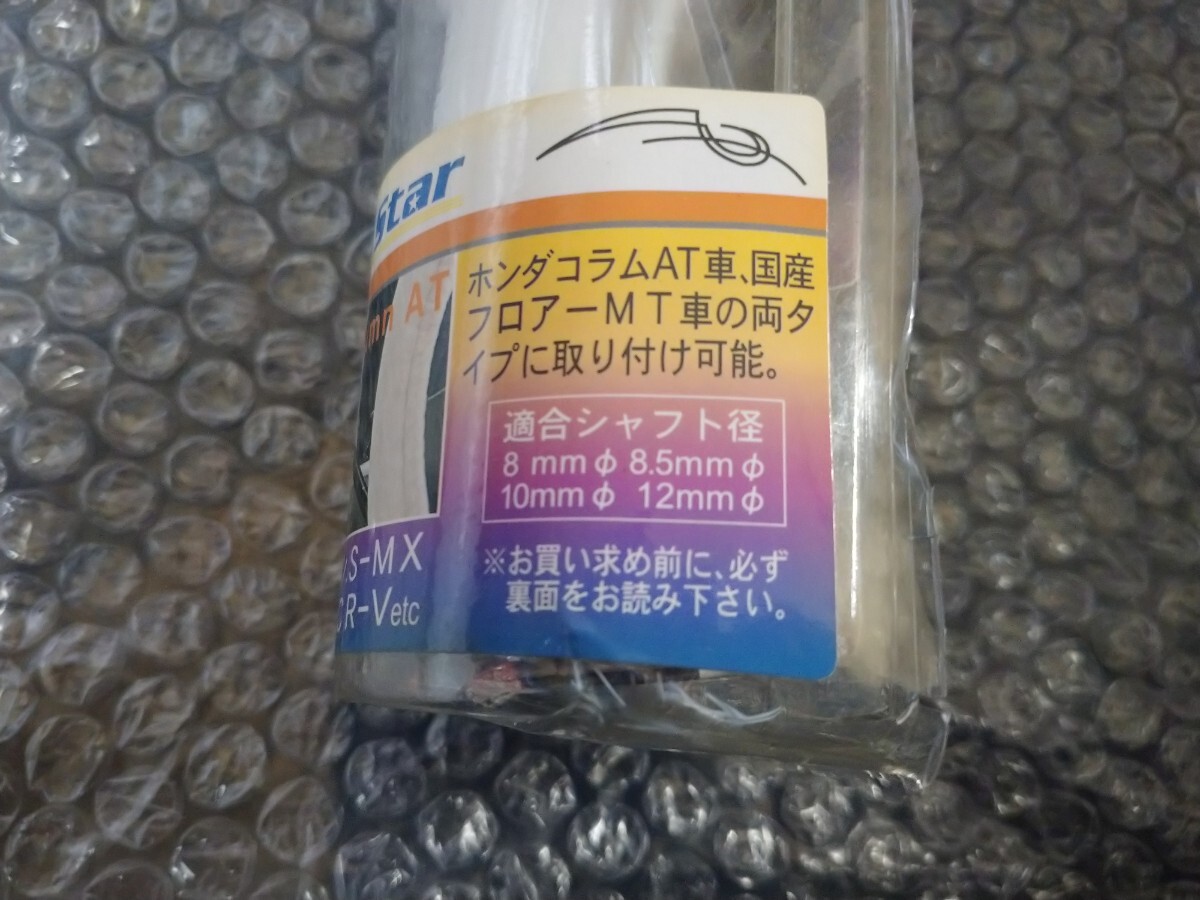 Star
AT
ホンダコラムAT車、国産
フロアーMT車の両タ
イプに取り付け可能。
適合シャフト径
8 mmφ 8.5mmφ
10mmφ 12mmφ
S-MX
R-Vetc
※お買い求め前に、必ず
裏面をお読み下さい。